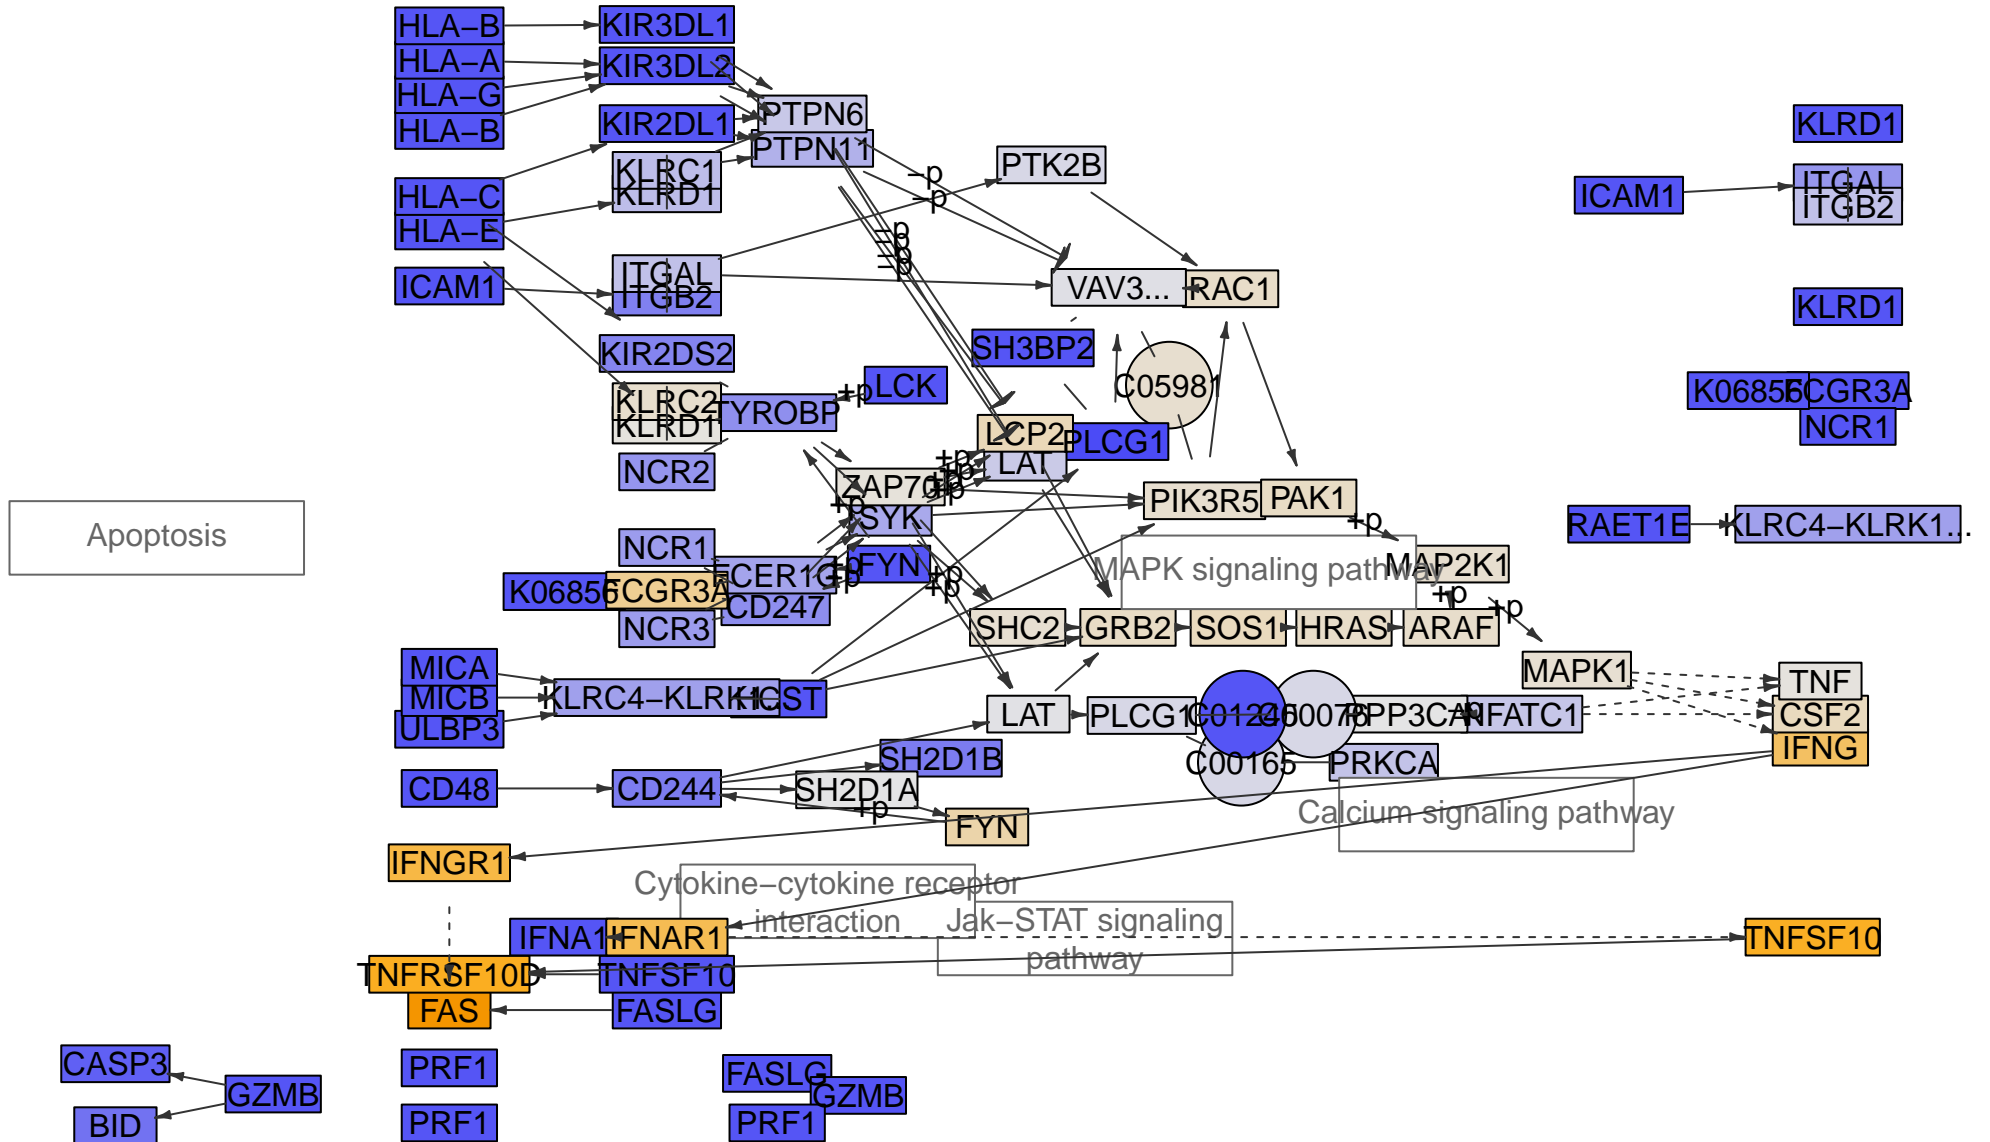 HLA−B
KIR3DL1
HLA−A
KIR3DL2
HLA−G
HLA−B
KIR2DL1
PTPN6
PTPN11
KLRC1
KLRD1
HLA−C
HLA−E
PTK2B
−p
−p
−p
−p
−p
−p
ICAM1
ITGAL
ITGB2
VAV3...
RAC1
KIR2DS2
SH3BP2
C05981
KLRC2
KLRD1
TYROBP
+p
LCK
LCP2
LAT
PLCG1
NCR2
+p
+p
+p
+p
ZAP70
SYK
+p
PIK3R5
PAK1
+p
Apoptosis
NCR1
FCER1G
+p
+p
FYN
+p
+p
MAPK signaling pathway
MAP2K1
K06856
FCGR3A
CD247
NCR3
SHC2
GRB2
SOS1
HRAS
ARAF
+p
+p
MICA
MICB
ULBP3
KLRC4−KLRK1...
HCST
MAPK1
TNF
CSF2
IFNG
LAT
PLCG1
C01245
C00076
C00165
PPP3CA
−p
NFATC1
PRKCA
CD48
CD244
SH2D1B
SH2D1A
+p
FYN
Calcium signaling pathway
IFNGR1
Cytokine−cytokine receptor
interaction
Jak−STAT signaling
pathway
IFNA1
IFNAR1
TNFSF10
TNFRSF10D
TNFSF10
FAS
FASLG
CASP3
GZMB
BID
PRF1
PRF1
FASLG
GZMB
PRF1
KLRD1
ICAM1
ITGAL
ITGB2
KLRD1
K06856
FCGR3A
NCR1
RAET1E
KLRC4−KLRK1...